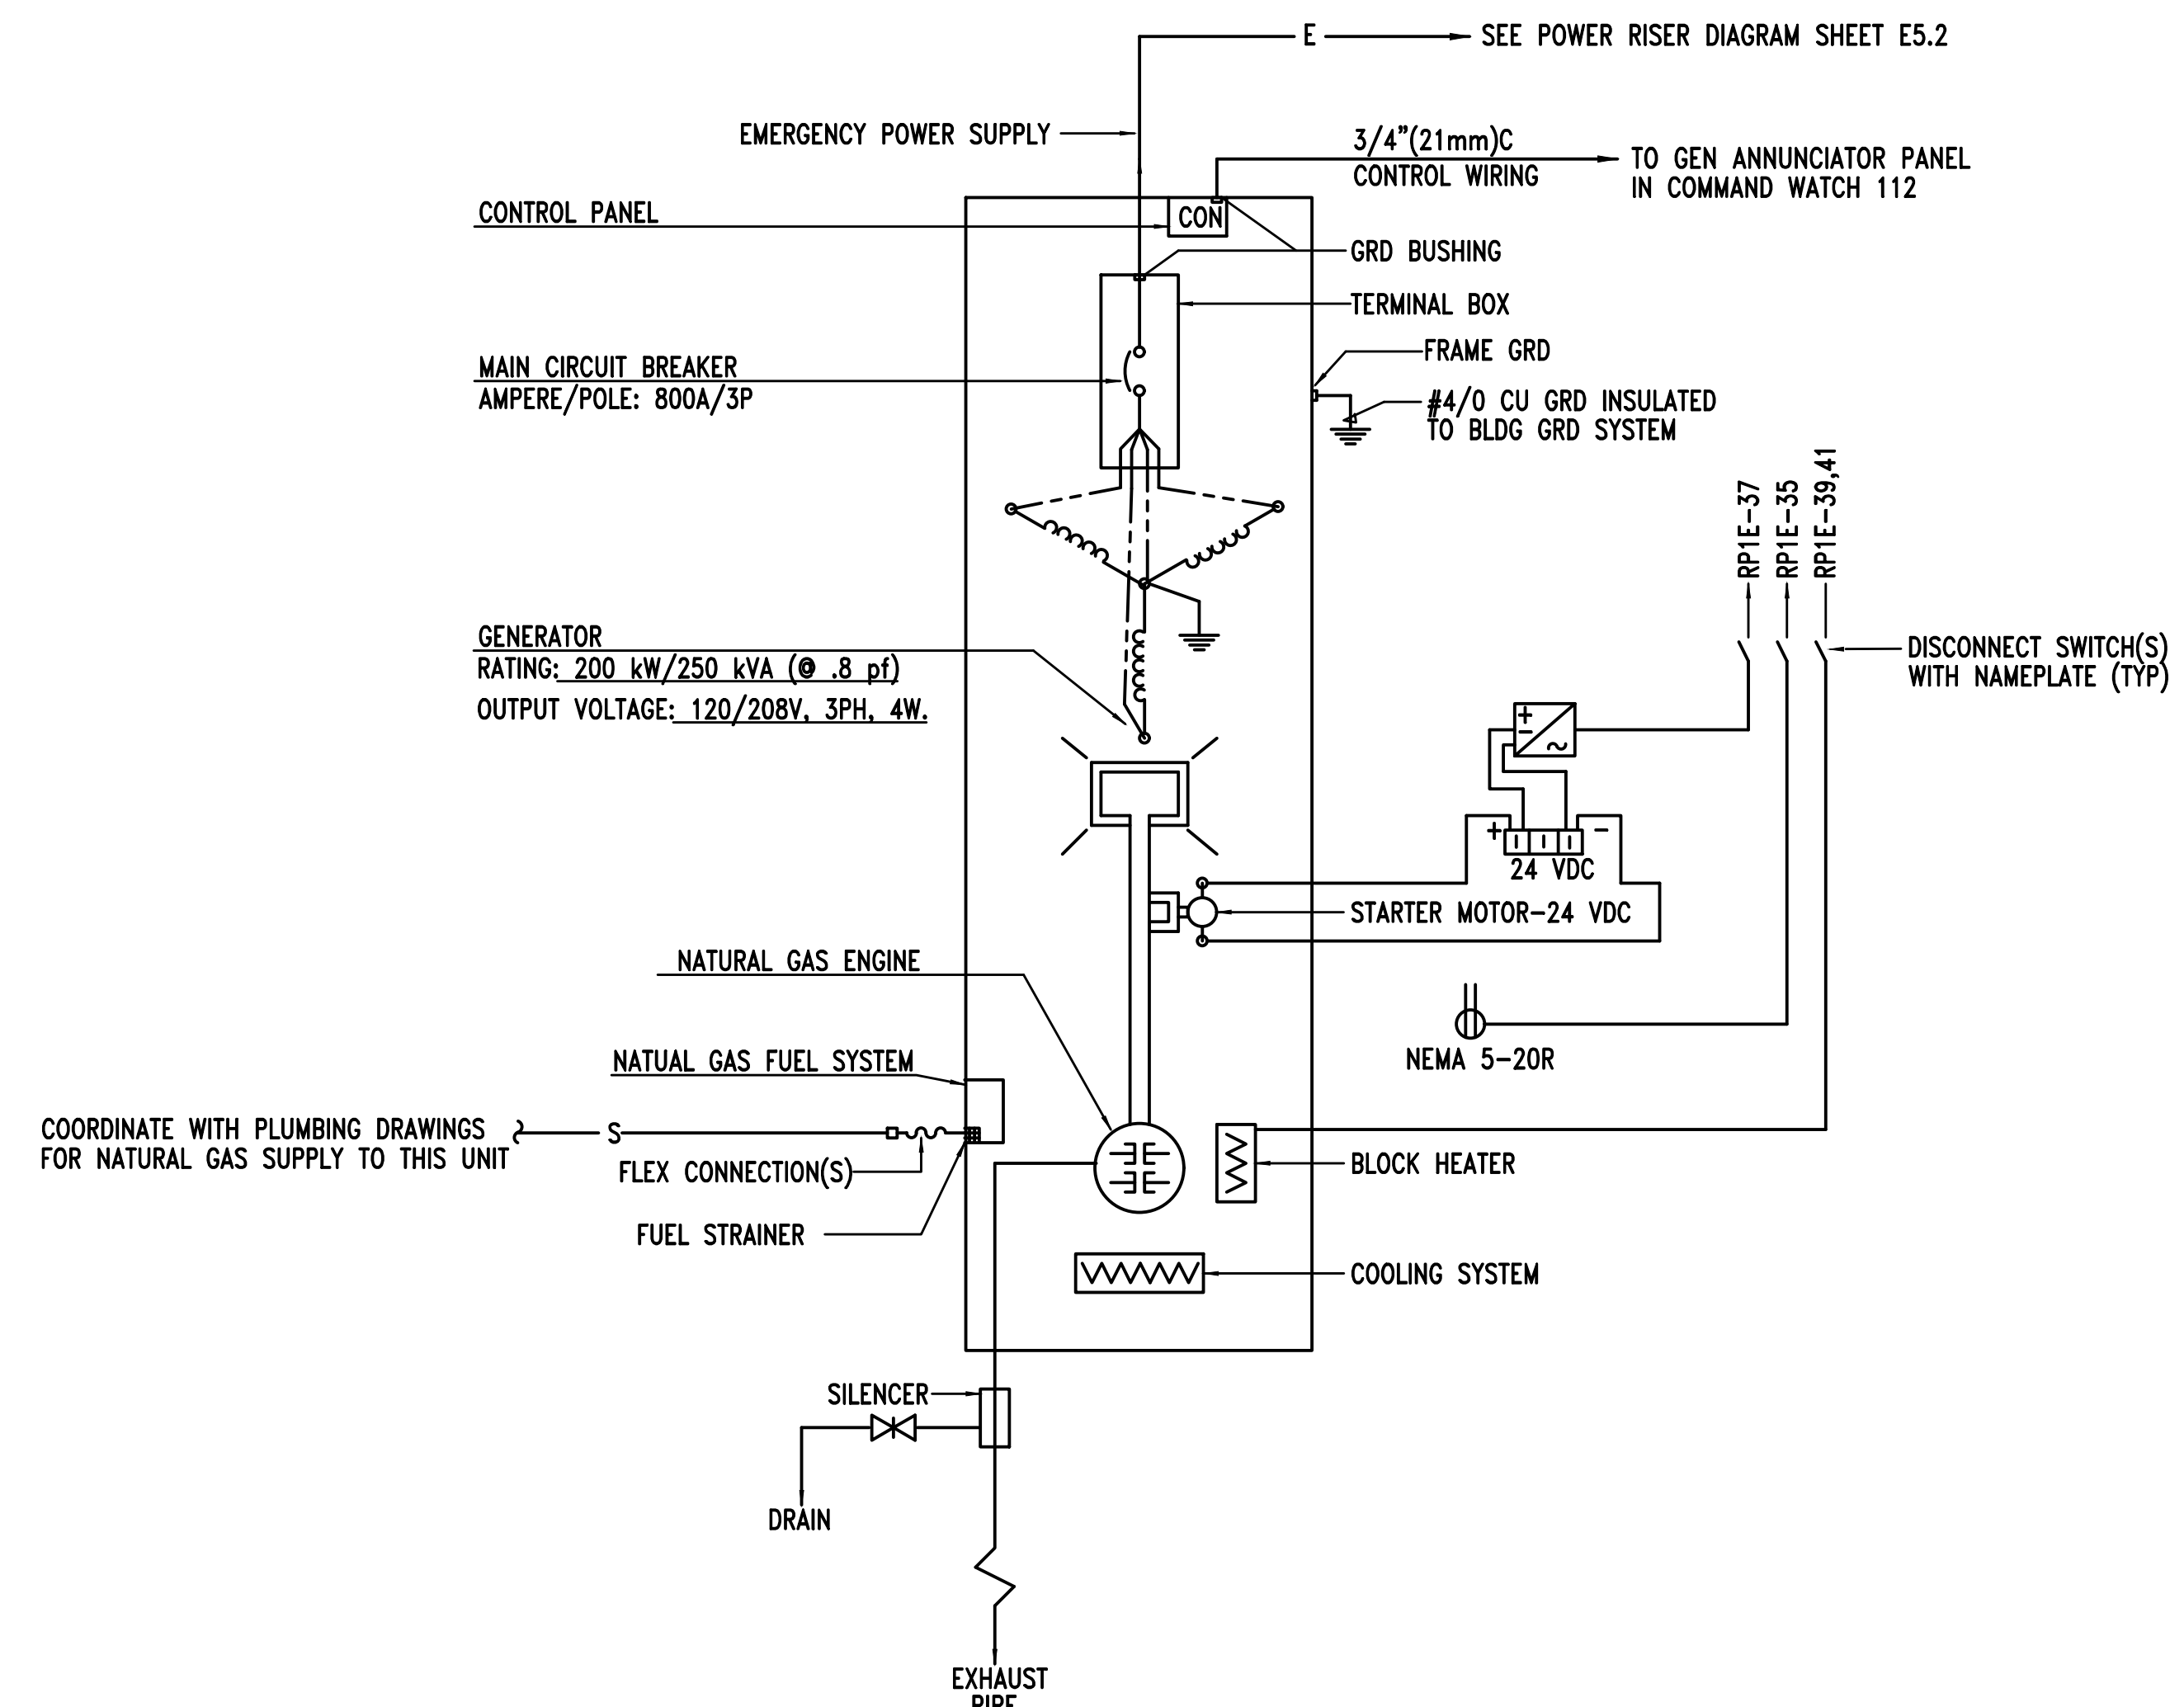 E
SEE POWER RISER DIAGRAM SHEET E5.2
EMERGENCY POWER SUPPLY
3/4"(21mm)C
CONTROL WIRING
TO GEN ANNUNCIATOR PANEL
IN COMMAND WATCH 112
CONTROL PANEL
CON
GRD BUSHING
TERMINAL BOX
FRAME GRD
MAIN CIRCUIT BREAKER
AMPERE/POLE: 800A/3P
#4/0 CU GRD INSULATED
TO BLDG GRD SYSTEM
RP1E-37
RP1E-35
RP1E-39,41
GENERATOR
RATING: 200 kW/250 kVA (@ .8 pf)
OUTPUT VOLTAGE: 120/208V, 3PH, 4W.
DISCONNECT SWITCH(S)
WITH NAMEPLATE (TYP)
+
-
~
+
-
24 VDC
STARTER MOTOR-24 VDC
NATURAL GAS ENGINE
NEMA 5-20R
NATUAL GAS FUEL SYSTEM
COORDINATE WITH PLUMBING DRAWINGS
FOR NATURAL GAS SUPPLY TO THIS UNIT
S
FLEX CONNECTION(S)
BLOCK HEATER
FUEL STRAINER
COOLING SYSTEM
SILENCER
DRAIN
EXHAUST
PIPE